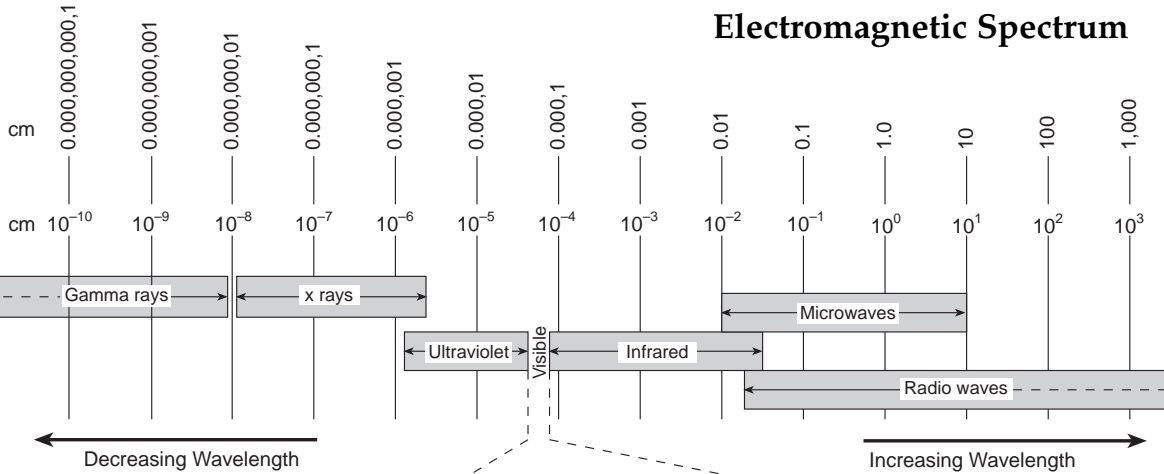 Electromagnetic Spectrum
cm 0.000,000,000,1 0.000,000,001 0.000,000,01 0.000,000,1 0.000,001 0.000,01 0.000,1 0.001 0.01 0.1 1.0 10 100 1,000
cm 10⁻¹⁰ 10⁻⁹ 10⁻⁸ 10⁻⁷ 10⁻⁶ 10⁻⁵ 10⁻⁴ 10⁻³ 10⁻² 10⁻¹ 10⁰ 10¹ 10² 10³
Gamma rays x rays Microwaves
Ultraviolet Visible Infrared
Radio waves
Decreasing Wavelength Increasing Wavelength